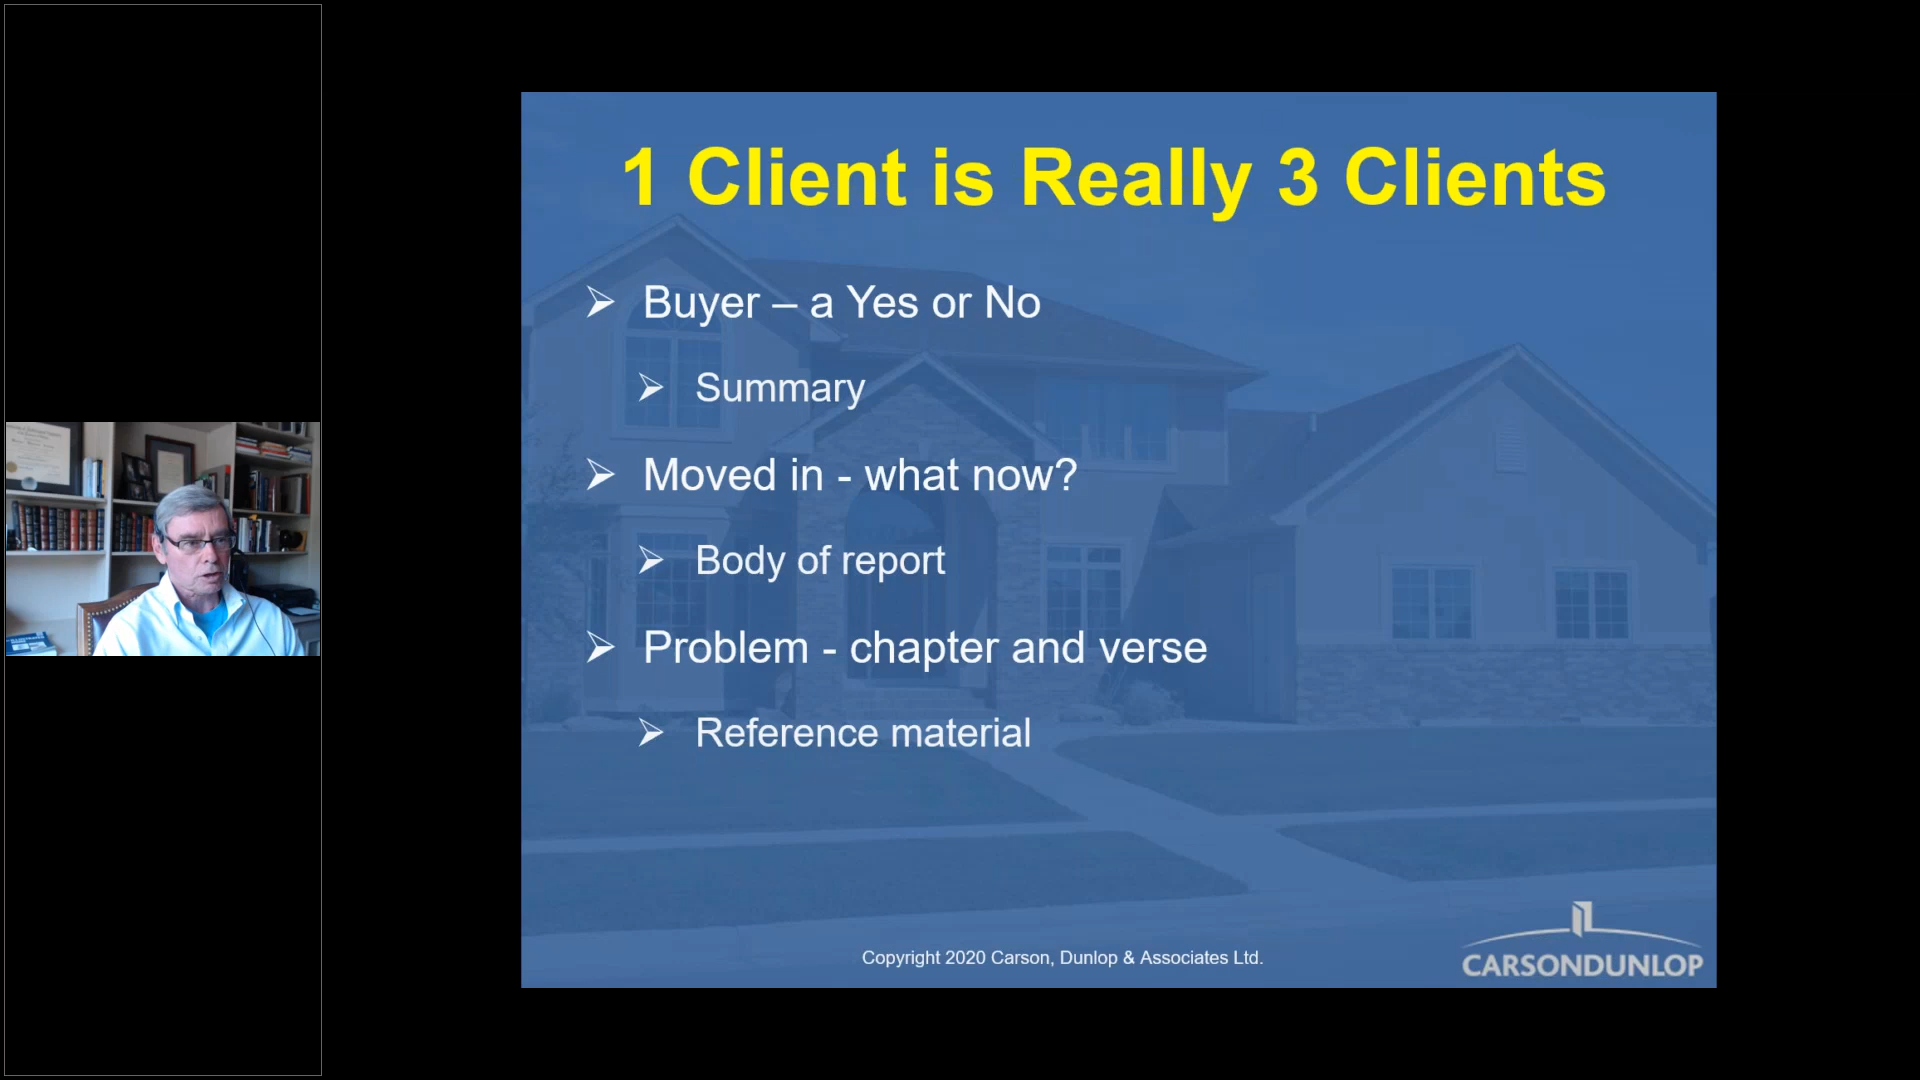 1 Client is Really 3 Clients
Buyer – a Yes or No
Summary
Moved in - what now?
Body of report
Problem - chapter and verse
Reference material
Copyright 2020 Carson, Dunlop & Associates Ltd.
CARSONDUNLOP